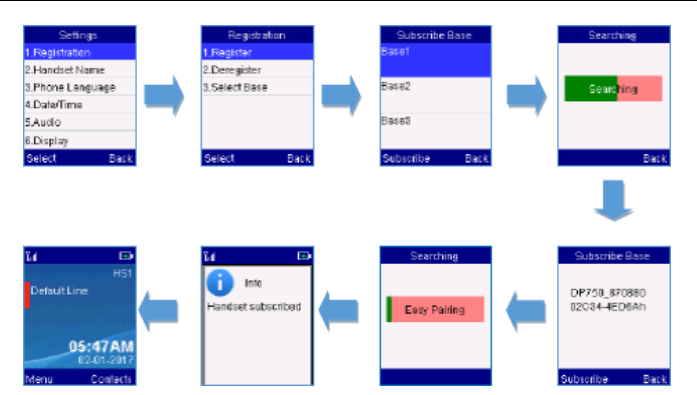 Settings
1.Registration
2.Handset Name
3.Phone Language
4.Date/Time
5.Audio
6.Display
Select Back
Registration
1.Register
2.Deregister
3.Select Base
Select Back
Subscribe Base
Base1
Base2
Base3
Subscribe Back
Searching
Searching
Back
Subscribe Base
DP750_870880
02C34-4ED6Ah
Subscribe Back
Searching
Easy Pairing
Info
Handset subscribed
HS1
Default Line
05:47AM
02-01-2017
Menu Contacts